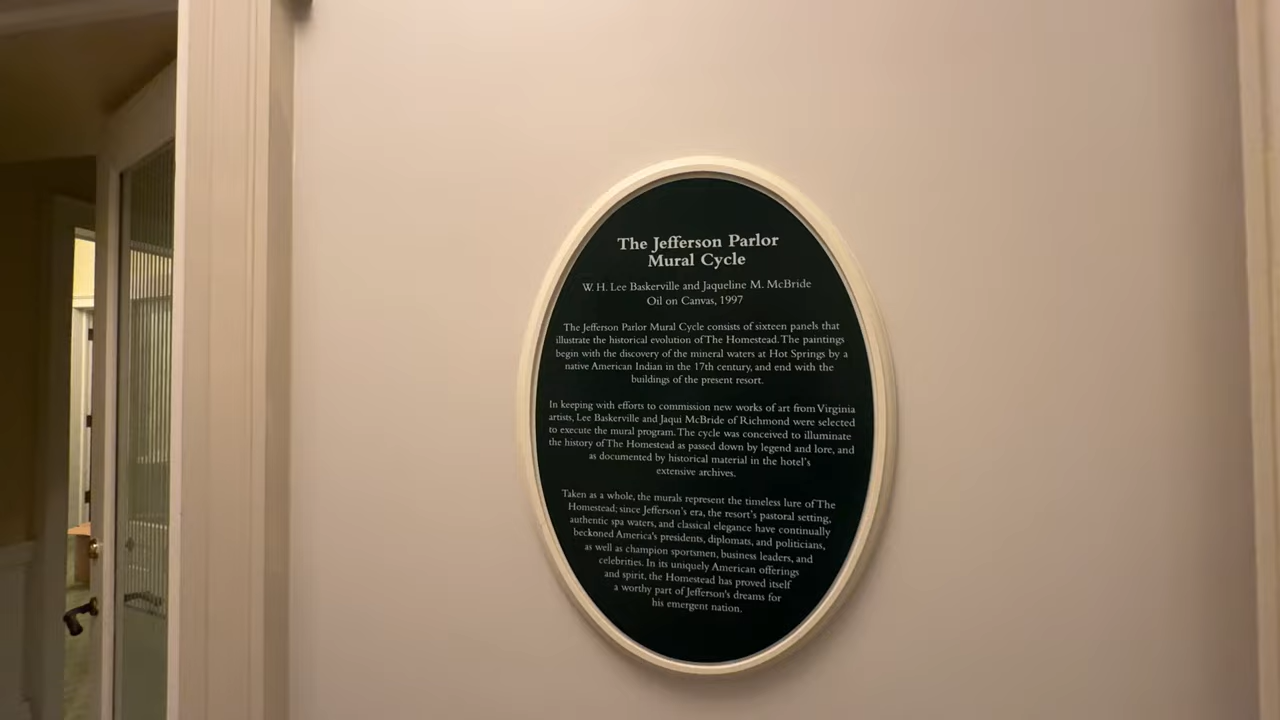 The Jefferson Parlor
Mural Cycle
W. H. Lee Baskerville and Jaqueline M. McBride
Oil on Canvas, 1997
The Jefferson Parlor Mural Cycle consists of sixteen panels that
illustrate the historical evolution of The Homestead. The paintings
begin with the discovery of the mineral waters at Hot Springs by a
native American Indian in the 17th century, and end with the
buildings of the present resort.
In keeping with efforts to commission new works of art from Virginia
artists, Lee Baskerville and Jaqui McBride of Richmond were selected
to execute the mural program. The cycle was conceived to illuminate
the history of The Homestead as passed down by legend and lore, and
as documented by historical material in the hotel's
extensive archives.
Taken as a whole, the murals represent the timeless lure of The
Homestead; since Jefferson's era, the resort's pastoral setting,
authentic spa waters, and classical elegance have continually
beckoned America's presidents, diplomats, and politicians,
as well as champion sportsmen, business leaders, and
celebrities. In its uniquely American offerings
and spirit, the Homestead has proved itself
a worthy part of Jefferson's dreams for
his emergent nation.